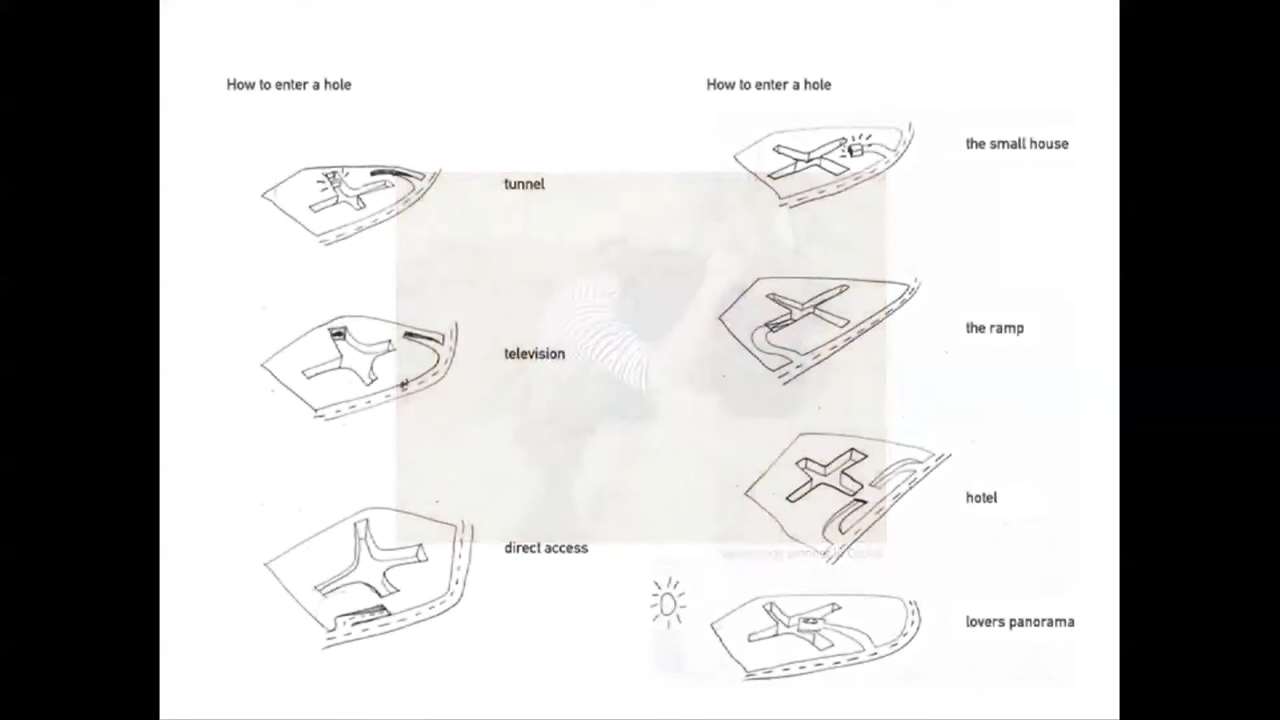 How to enter a hole
tunnel
television
direct access
How to enter a hole
the small house
the ramp
hotel
lovers panorama